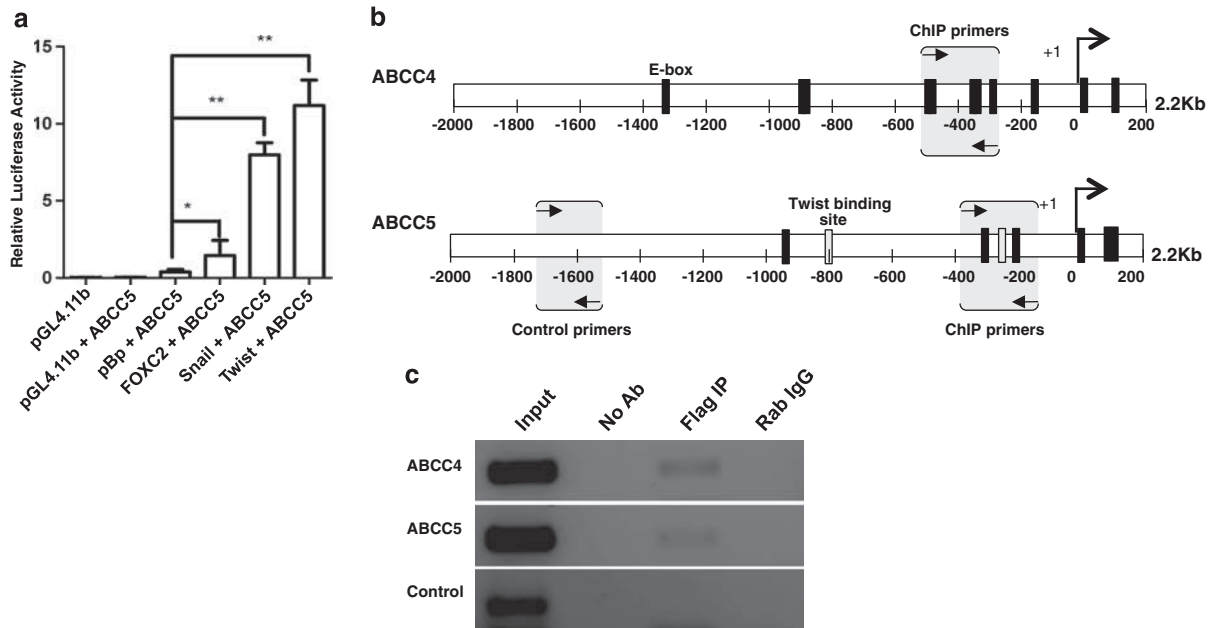 a
15
10
5
0
Relative Luciferase Activity
*
**
**
pGL4.11b
pGL4.11b + ABCC5
pBp + ABCC5
FOXC2 + ABCC5
Snail + ABCC5
Twist + ABCC5
b
ChIP primers
+1
ABCC4
E-box
2.2Kb
-2000 -1800 -1600 -1400 -1200 -1000 -800 -600 -400 -200 0 200
Twist binding
site
+1
ABCC5
2.2Kb
-2000 -1800 -1600 -1400 -1200 -1000 -800 -600 -400 -200 0 200
Control primers
ChIP primers
c
Input No Ab Flag IP Rab IgG
ABCC4
ABCC5
Control